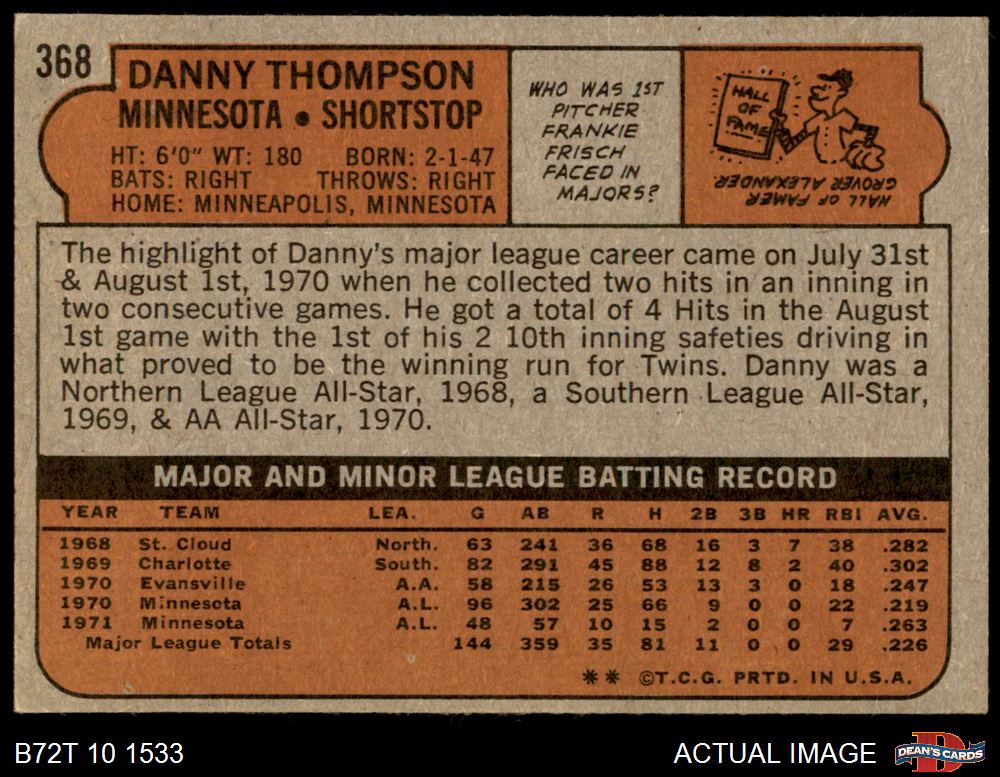 368
DANNY THOMPSON
MINNESOTA • SHORTSTOP
HT: 6'0" WT: 180 BORN: 2-1-47
BATS: RIGHT THROWS: RIGHT
HOME: MINNEAPOLIS, MINNESOTA
WHO WAS 1ST
PITCHER
FRANKIE
FRISCH
FACED IN
MAJORS?
HALL
OF
FAME
HALL OF FAMER
GROVER ALEXANDER.
The highlight of Danny's major league career came on July 31st
& August 1st, 1970 when he collected two hits in an inning in
two consecutive games. He got a total of 4 Hits in the August
1st game with the 1st of his 2 10th inning safeties driving in
what proved to be the winning run for Twins. Danny was a
Northern League All-Star, 1968, a Southern League All-Star,
1969, & AA All-Star, 1970.
MAJOR AND MINOR LEAGUE BATTING RECORD
YEAR TEAM LEA. G AB R H 2B 3B HR RBI AVG.
1968 St. Cloud North. 63 241 36 68 16 3 7 38 .282
1969 Charlotte South. 82 291 45 88 12 8 2 40 .302
1970 Evansville A.A. 58 215 26 53 13 3 0 18 .247
1970 Minnesota A.L. 96 302 25 66 9 0 0 22 .219
1971 Minnesota A.L. 48 57 10 15 2 0 0 7 .263
Major League Totals 144 359 35 81 11 0 0 29 .226
** ©T.C.G. PRTD. IN U.S.A.
B72T 10 1533
ACTUAL IMAGE
DEAN'S CARDS